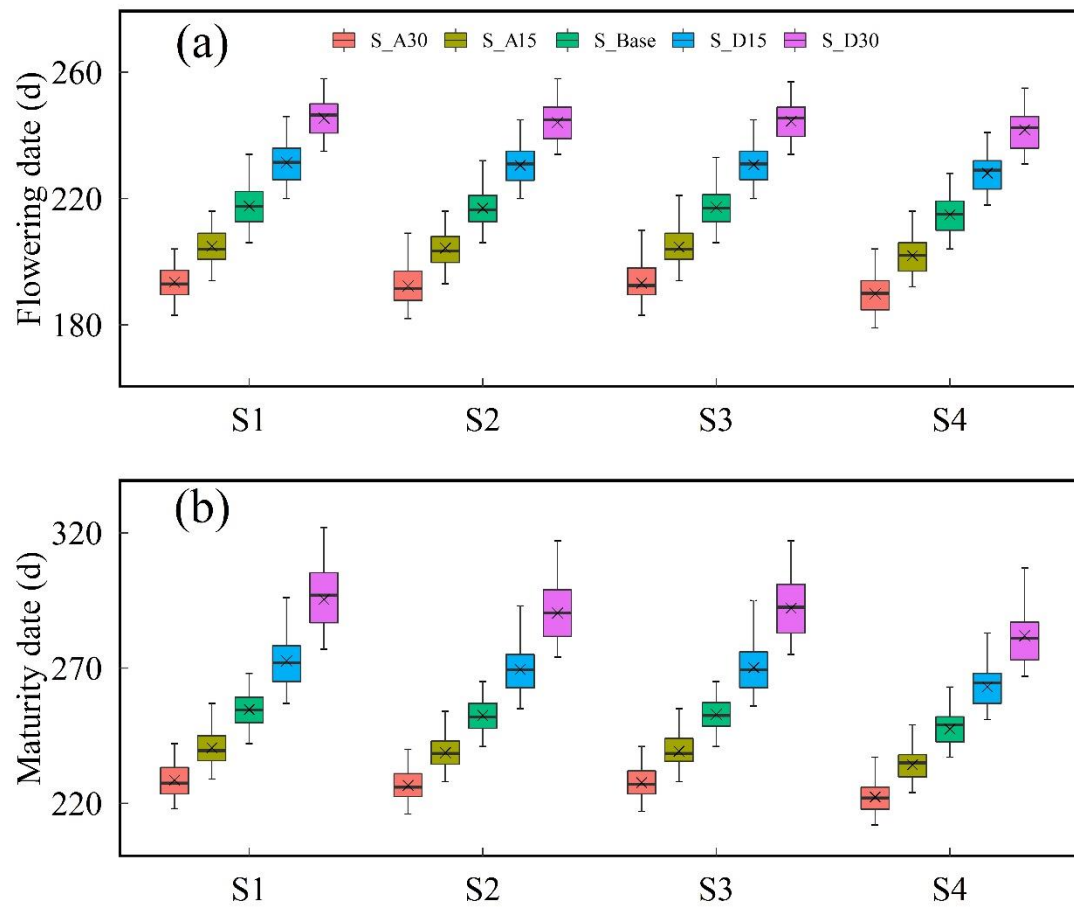 (a)
S_A30 S_A15 S_Base S_D15 S_D30
Flowering date (d)
260
220
180
S1 S2 S3 S4
(b)
Maturity date (d)
320
270
220
S1 S2 S3 S4